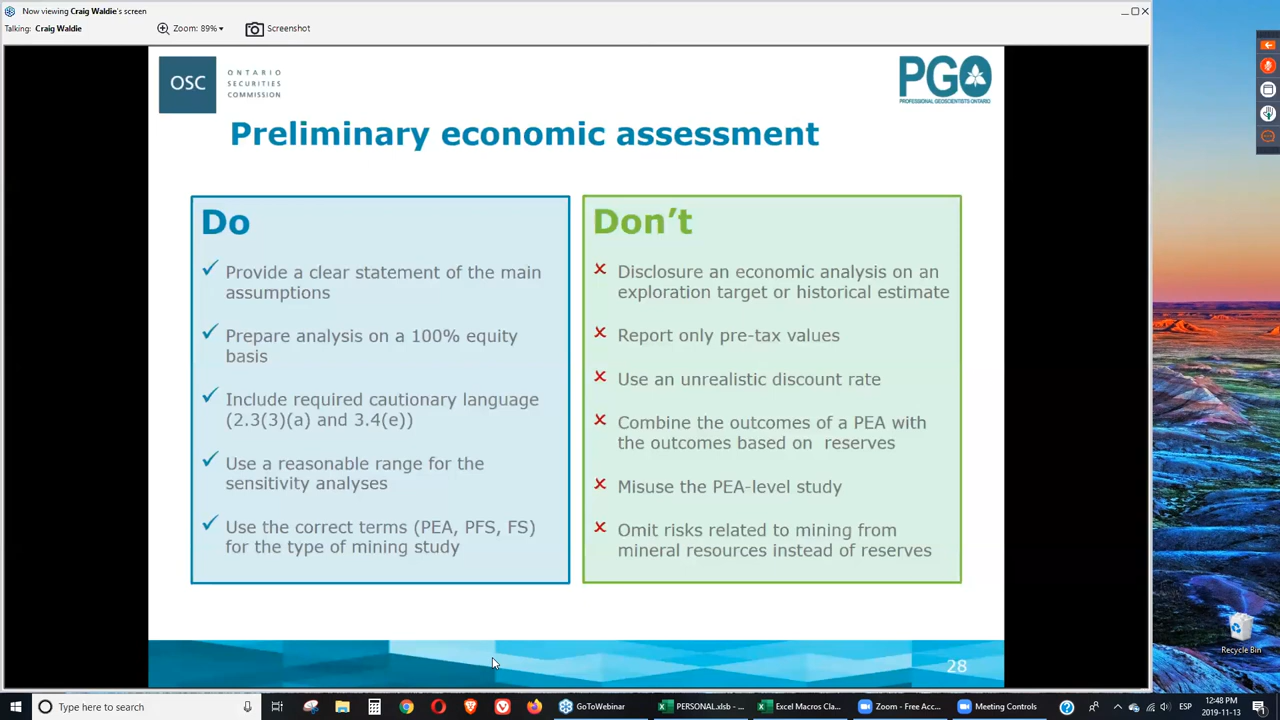 Now viewing Craig Waldie's screen
Talking: Craig Waldie
Zoom: 89%
Screenshot
OSC
ONTARIO
SECURITIES
COMMISSION
PGO
PROFESSIONAL GEOSCIENTISTS ONTARIO
Preliminary economic assessment
Do
Provide a clear statement of the main
assumptions
Prepare analysis on a 100% equity
basis
Include required cautionary language
(2.3(3)(a) and 3.4(e))
Use a reasonable range for the
sensitivity analyses
Use the correct terms (PEA, PFS, FS)
for the type of mining study
Don't
Disclosure an economic analysis on an
exploration target or historical estimate
Report only pre-tax values
Use an unrealistic discount rate
Combine the outcomes of a PEA with
the outcomes based on reserves
Misuse the PEA-level study
Omit risks related to mining from
mineral resources instead of reserves
28
Recycle Bin
Type here to search
GoToWebinar
PERSONAL.xlsb - ...
Excel Macros Cla...
Zoom - Free Acc...
Meeting Controls
ESP
12:48 PM
2019-11-13